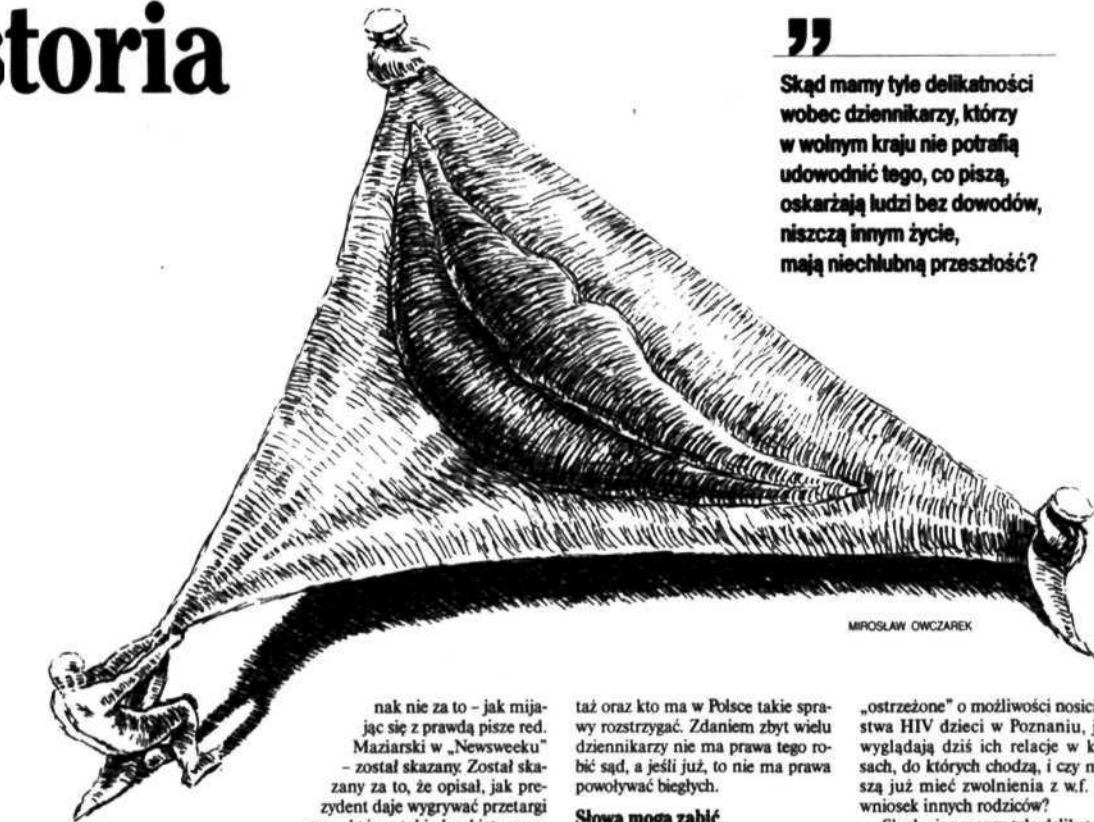 storia
”
Skąd mamy tyle delikatności
wobec dziennikarzy, którzy
w wolnym kraju nie potrafią
udowodnić tego, co piszą,
oskarżają ludzi bez dowodów,
niszczą innym życie,
mają niechlubną przeszłość?
MIROSŁAW OWCZAREK
nak nie za to – jak mija-
jąc się z prawdą pisze red.
Maziarski w „Newsweeku”
– został skazany. Został ska-
zany za to, że opisał, jak pre-
zydent daje wygrywać przetargi
taż oraz kto ma w Polsce takie spra-
wy rozstrzygać. Zdaniem zbyt wielu
dziennikarzy nie ma prawa tego ro-
bić sąd, a jeśli już, to nie ma prawa
powoływać biegłych.
Słowa mogą zabić
„ostrzeżone” o możliwości nosiciel
stwa HIV dzieci w Poznaniu, j
wyglądają dziś ich relacje w k
sach, do których chodzą, i czy m
szą już mieć zwolnienia z w.f.
wniosek innych rodziców?